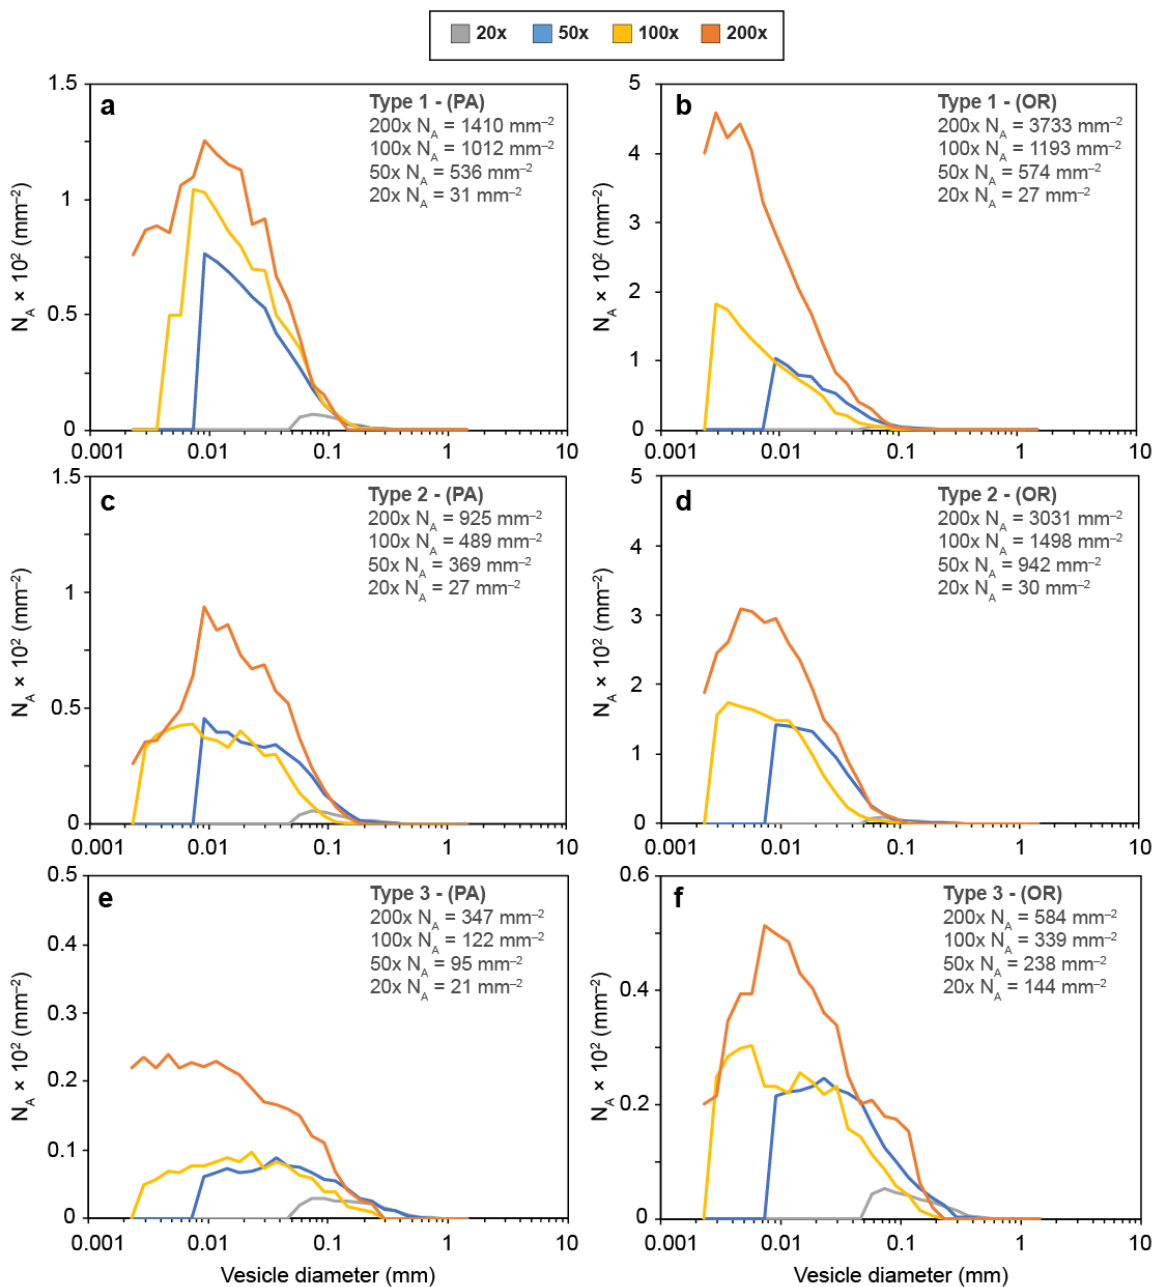 20x 50x 100x 200x
a
Type 1 - (PA)
200x N_A = 1410 mm⁻²
100x N_A = 1012 mm⁻²
50x N_A = 536 mm⁻²
20x N_A = 31 mm⁻²
1.5
1
0.5
0
N_A × 10² (mm⁻²)
0.001 0.01 0.1 1 10
b
Type 1 - (OR)
200x N_A = 3733 mm⁻²
100x N_A = 1193 mm⁻²
50x N_A = 574 mm⁻²
20x N_A = 27 mm⁻²
5
4
3
2
1
0
N_A × 10² (mm⁻²)
0.001 0.01 0.1 1 10
c
Type 2 - (PA)
200x N_A = 925 mm⁻²
100x N_A = 489 mm⁻²
50x N_A = 369 mm⁻²
20x N_A = 27 mm⁻²
1.5
1
0.5
0
N_A × 10² (mm⁻²)
0.001 0.01 0.1 1 10
d
Type 2 - (OR)
200x N_A = 3031 mm⁻²
100x N_A = 1498 mm⁻²
50x N_A = 942 mm⁻²
20x N_A = 30 mm⁻²
5
4
3
2
1
0
N_A × 10² (mm⁻²)
0.001 0.01 0.1 1 10
e
Type 3 - (PA)
200x N_A = 347 mm⁻²
100x N_A = 122 mm⁻²
50x N_A = 95 mm⁻²
20x N_A = 21 mm⁻²
0.5
0.4
0.3
0.2
0.1
0
N_A × 10² (mm⁻²)
0.001 0.01 0.1 1 10
Vesicle diameter (mm)
f
Type 3 - (OR)
200x N_A = 584 mm⁻²
100x N_A = 339 mm⁻²
50x N_A = 238 mm⁻²
20x N_A = 144 mm⁻²
0.6
0.4
0.2
0
N_A × 10² (mm⁻²)
0.001 0.01 0.1 1 10
Vesicle diameter (mm)